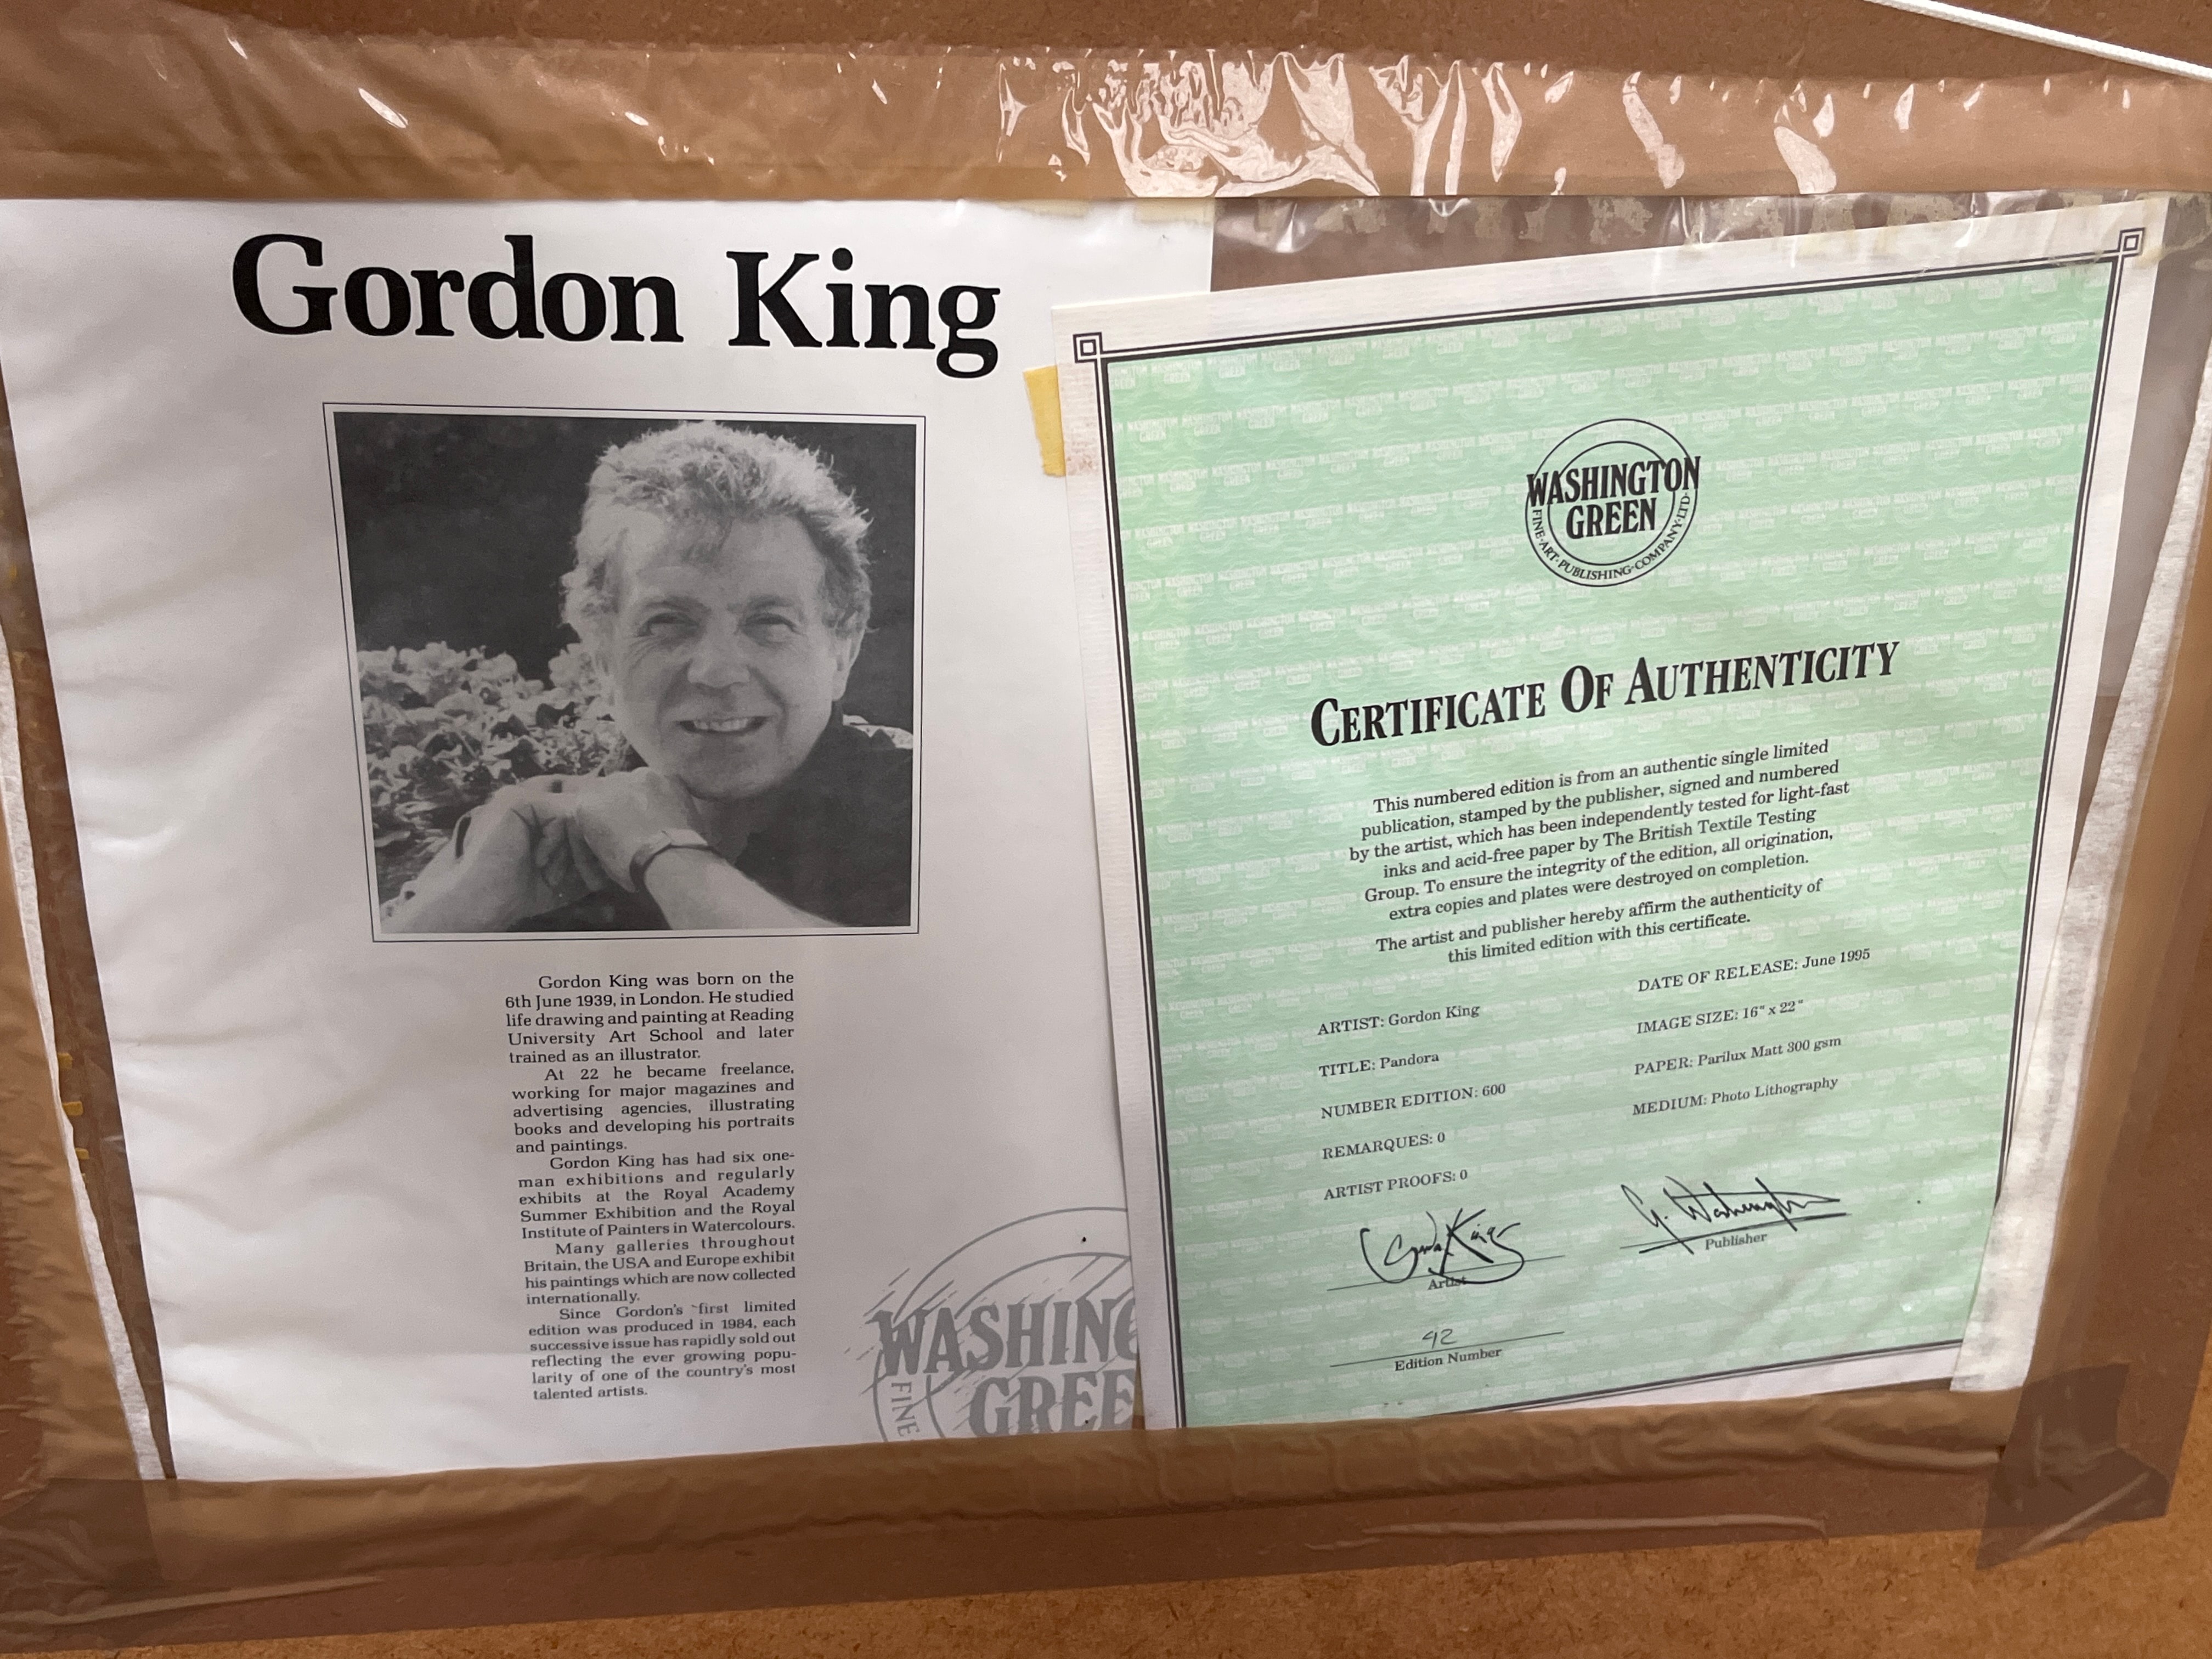 Gordon King
Gordon King was born on the
6th June 1939, in London. He studied
life drawing and painting at Reading
University Art School and later
trained as an illustrator.
At 22 he became freelance,
working for major magazines and
advertising agencies, illustrating
books and developing his portraits
and paintings.
Gordon King has had six one-
man exhibitions and regularly
exhibits at the Royal Academy
Summer Exhibition and the Royal
Institute of Painters in Watercolours.
Many galleries throughout
Britain, the USA and Europe exhibit
his paintings which are now collected
internationally.
Since Gordon's first limited
edition was produced in 1984, each
successive issue has rapidly sold out
reflecting the ever growing popu-
larity of one of the country's most
talented artists.
WASHING
GREE
FINE
WASHINGTON
GREEN
FINE·ART·PUBLISHING·COMPANY·LTD·
CERTIFICATE OF AUTHENTICITY
This numbered edition is from an authentic single limited
publication, stamped by the publisher, signed and numbered
by the artist, which has been independently tested for light-fast
inks and acid-free paper by The British Textile Testing
Group. To ensure the integrity of the edition, all origination,
extra copies and plates were destroyed on completion.
The artist and publisher hereby affirm the authenticity of
this limited edition with this certificate.
ARTIST: Gordon King
TITLE: Pandora
NUMBER EDITION: 600
REMARQUES: 0
ARTIST PROOFS: 0
DATE OF RELEASE: June 1995
IMAGE SIZE: 16" x 22"
PAPER: Parilux Matt 300 gsm
MEDIUM: Photo Lithography
Gordon King
Artist
G. Washington
Publisher
42
Edition Number